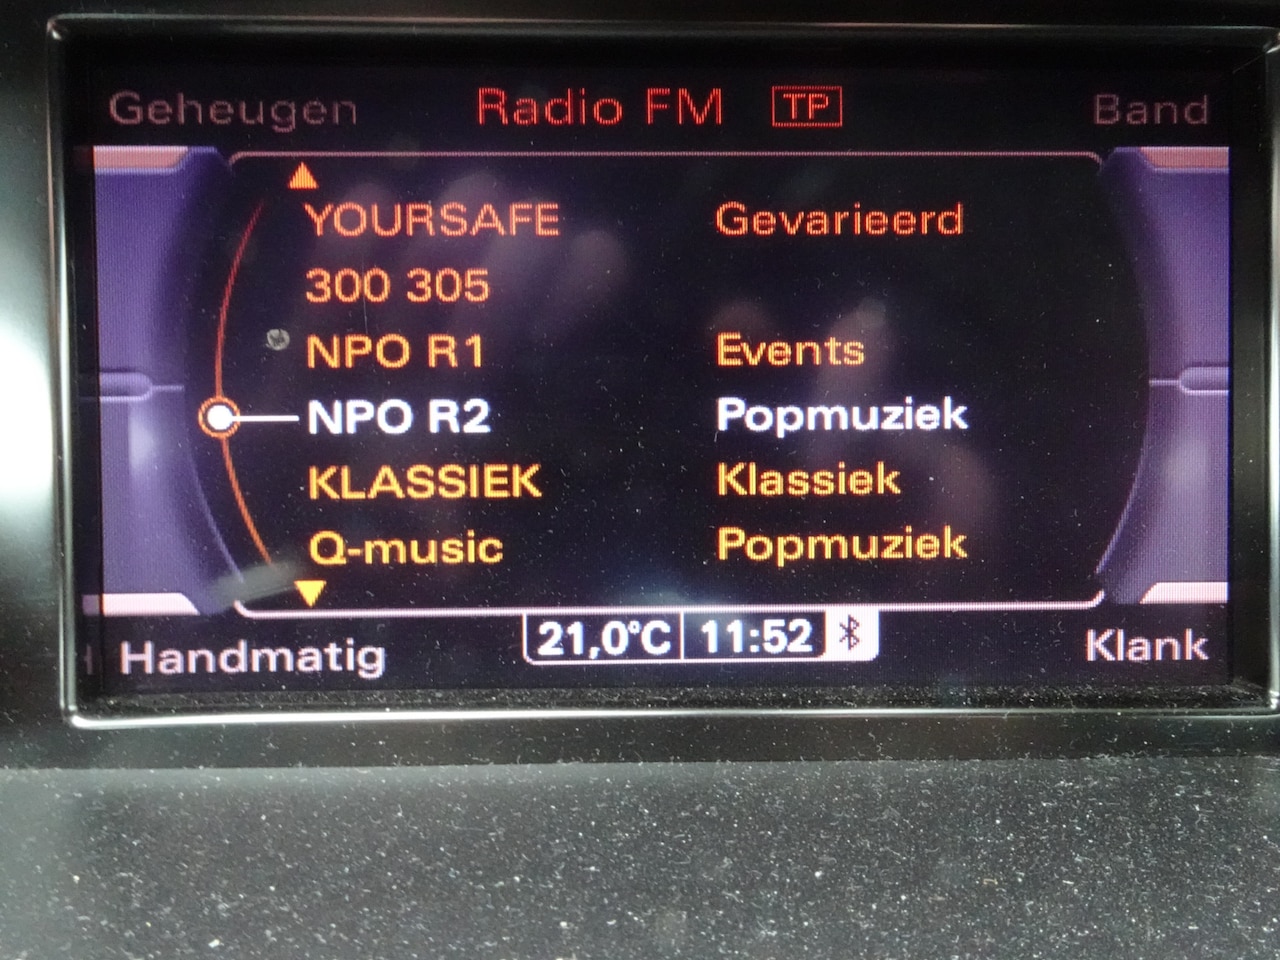 Geheugen Radio FM TP Band
YOURSAFE Gevarieerd
300 305
NPO R1 Events
NPO R2 Popmuziek
KLASSIEK Klassiek
Q-music Popmuziek
21,0°C 11:52
Handmatig Klank